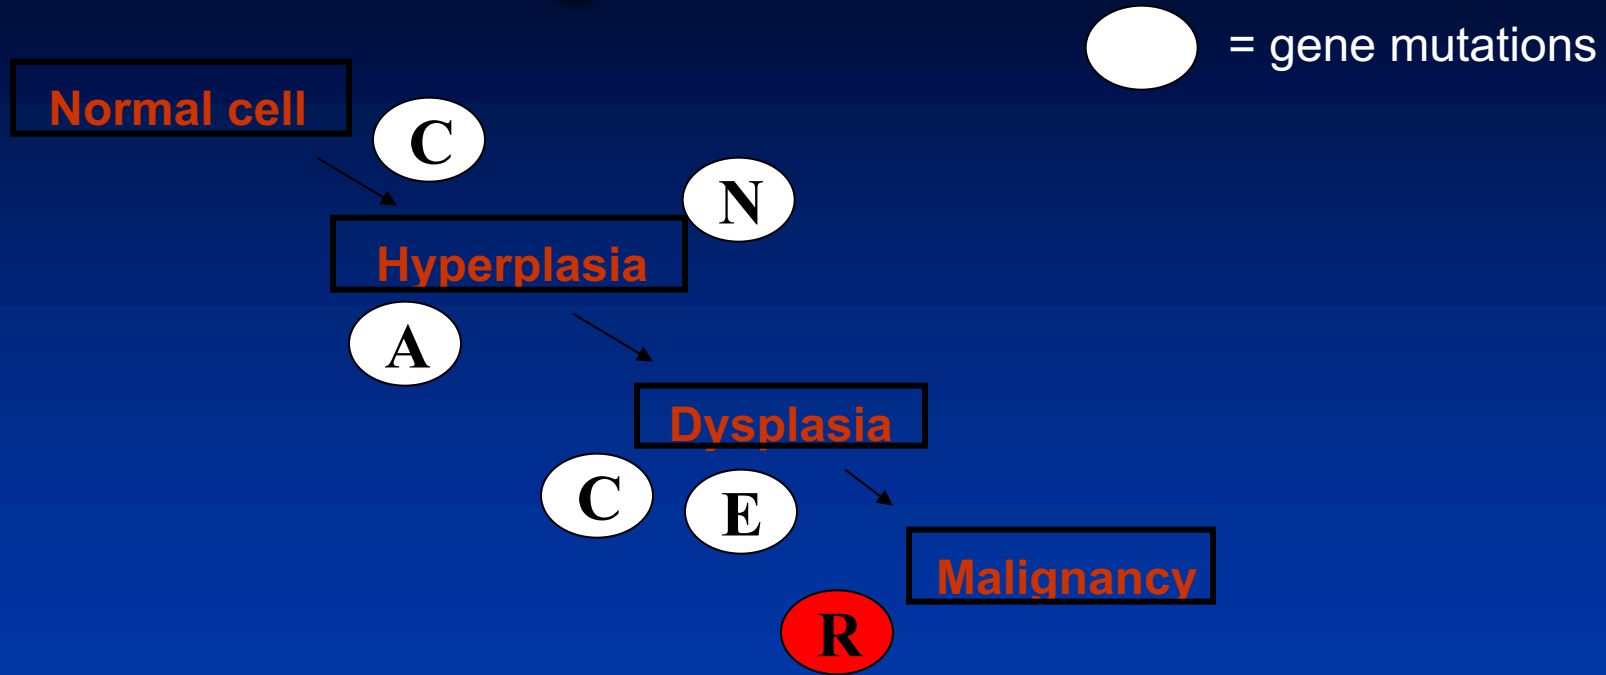 = gene mutations
Normal cell
C
N
Hyperplasia
A
Dysplasia
C
E
Malignancy
R